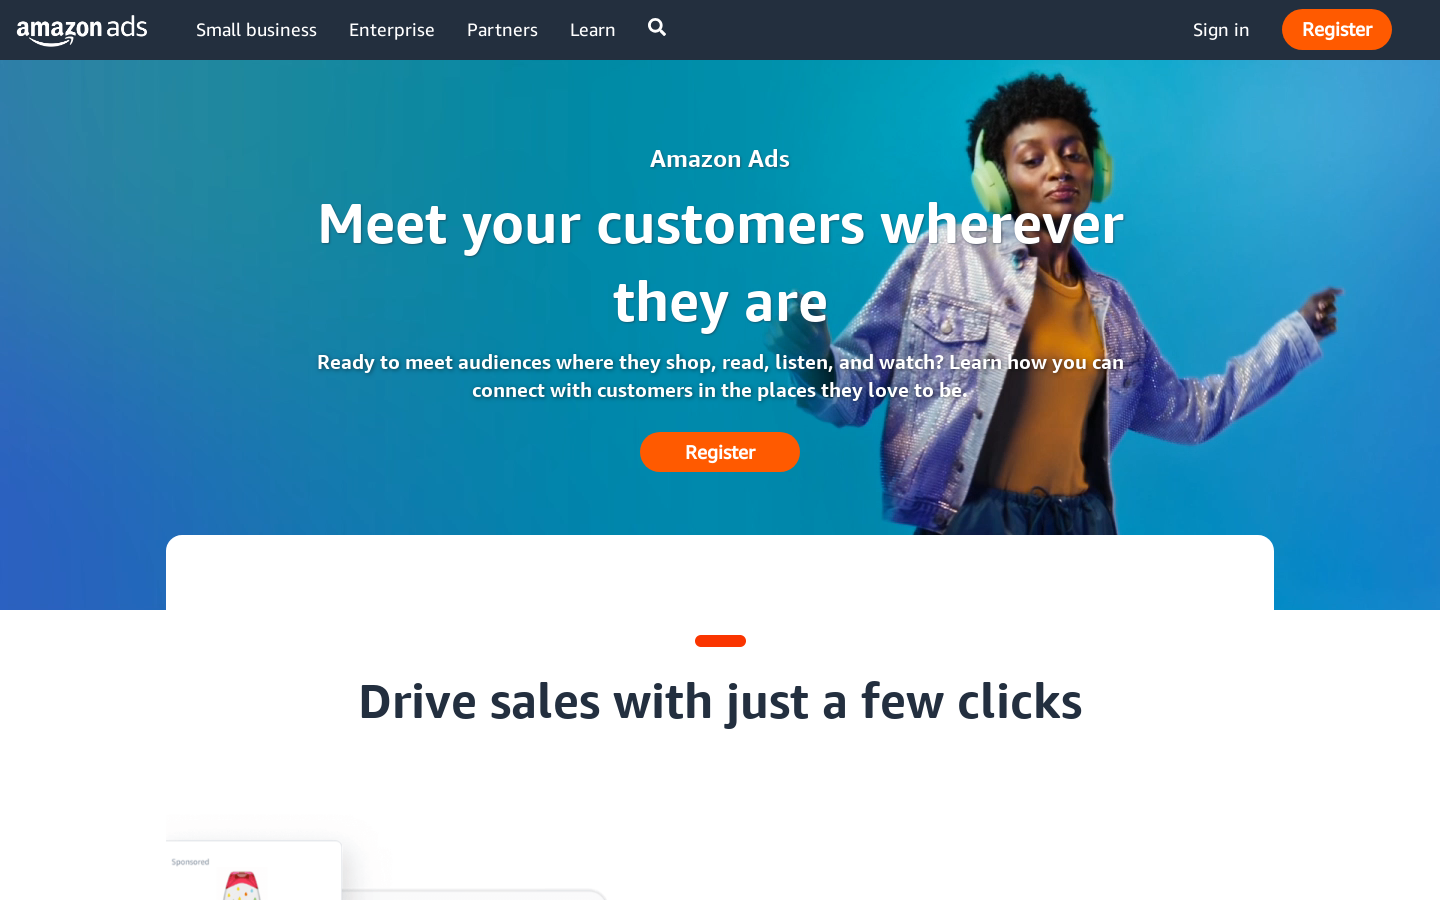 amazon ads
Small business
Enterprise
Partners
Learn
Sign in
Register
Amazon Ads
Meet your customers wherever
they are
Ready to meet audiences where they shop, read, listen, and watch? Learn how you can
connect with customers in the places they love to be.
Register
Drive sales with just a few clicks
Sponsored